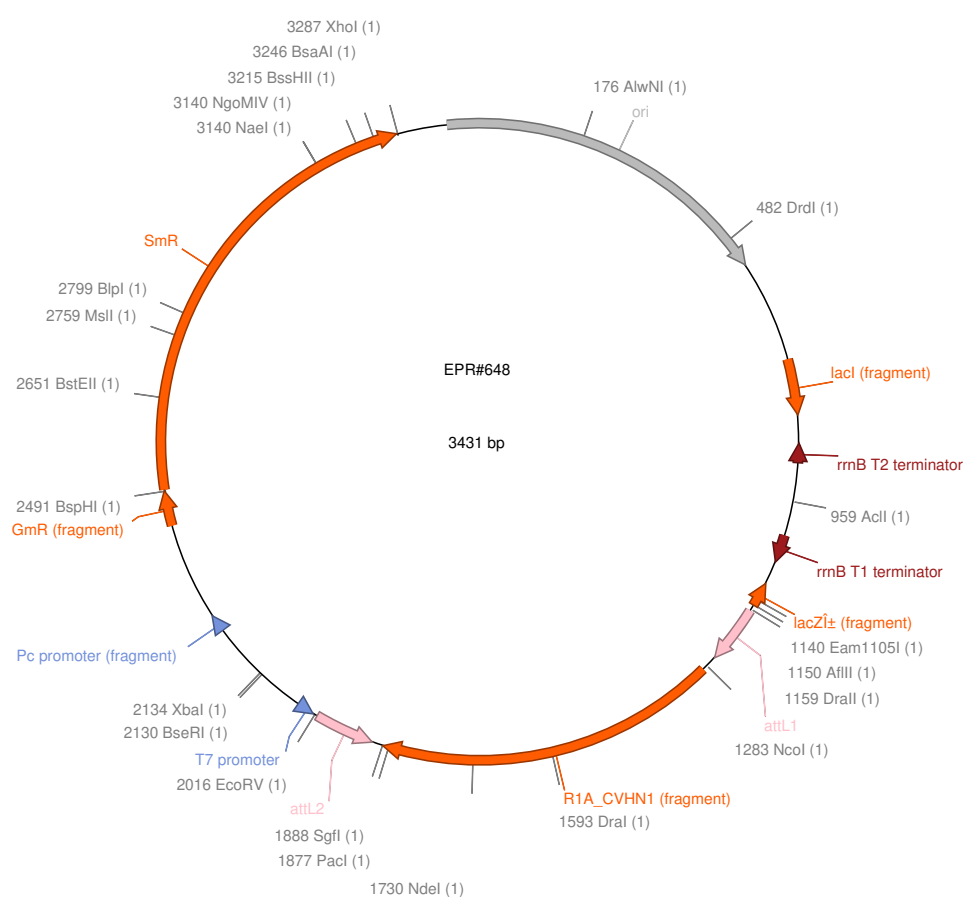 3287 XhoI (1)
3246 BsaAI (1)
3215 BssHII (1)
3140 NgoMIV (1)
3140 NaeI (1)
176 AlwNI (1)
ori
482 DrdI (1)
SmR
2799 BlpI (1)
2759 MslI (1)
2651 BstEII (1)
EPR#648
3431 bp
lacI (fragment)
rrnB T2 terminator
2491 BspHI (1)
GmR (fragment)
959 AclI (1)
rrnB T1 terminator
lacZÎ± (fragment)
Pc promoter (fragment)
1140 Eam1105I (1)
1150 AflIII (1)
1159 DraII (1)
attL1
2134 XbaI (1)
2130 BseRI (1)
1283 NcoI (1)
T7 promoter
2016 EcoRV (1)
attL2
R1A_CVHN1 (fragment)
1593 DraI (1)
1888 SgfI (1)
1877 PacI (1)
1730 NdeI (1)